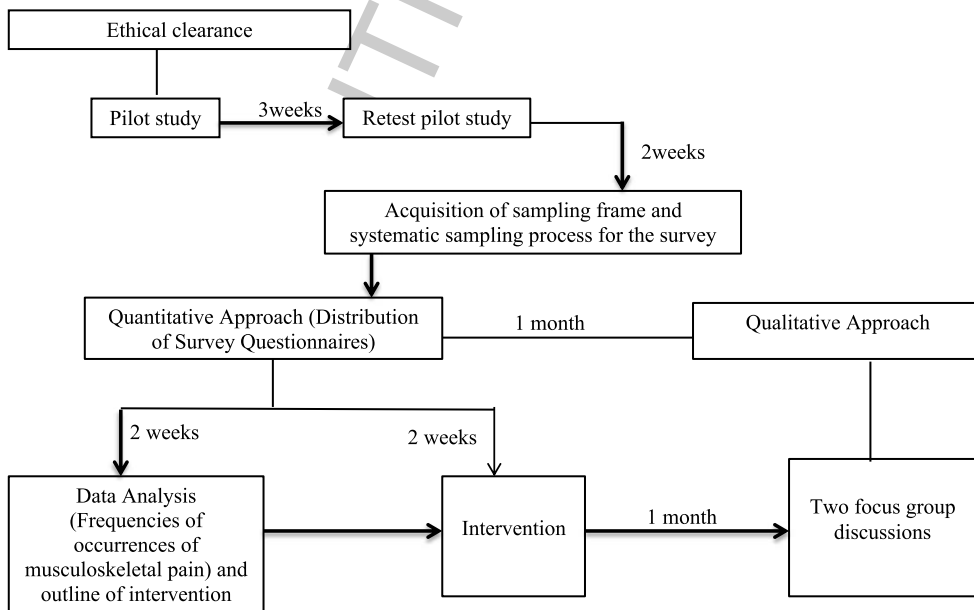 Ethical clearance
Pilot study
3weeks
Retest pilot study
2weeks
Acquisition of sampling frame and
systematic sampling process for the survey
Quantitative Approach (Distribution
of Survey Questionnaires)
1 month
Qualitative Approach
2 weeks
2 weeks
Data Analysis
(Frequencies of
occurrences of
musculoskeletal pain) and
outline of intervention
Intervention
1 month
Two focus group
discussions